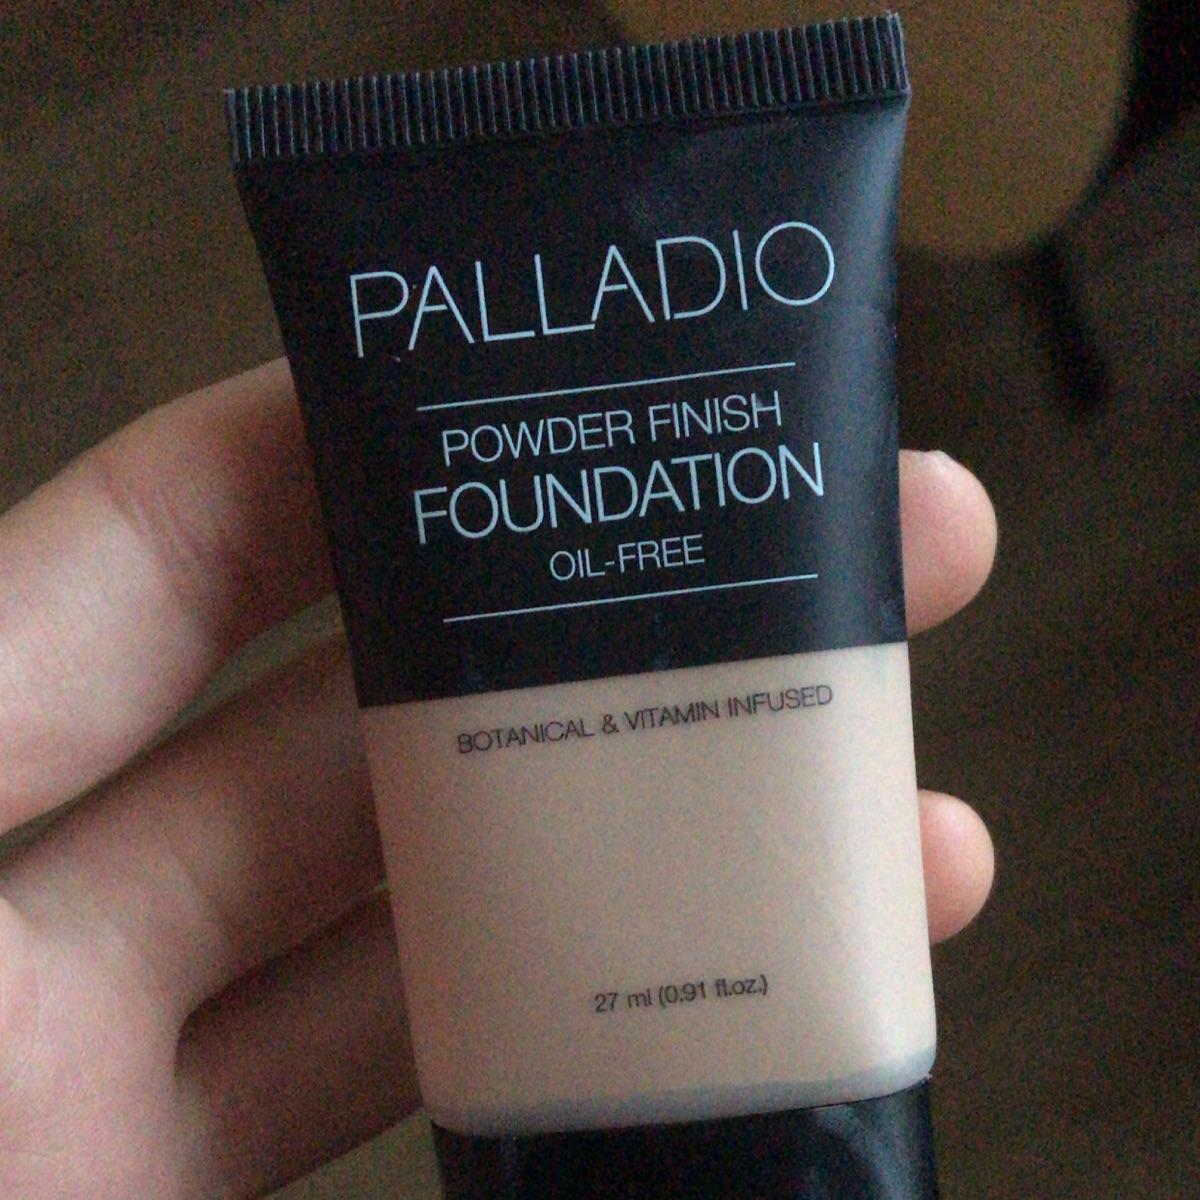 PALLADIO
POWDER FINISH
FOUNDATION
OIL-FREE
BOTANICAL & VITAMIN INFUSED
27 ml (0.91 fl.oz.)